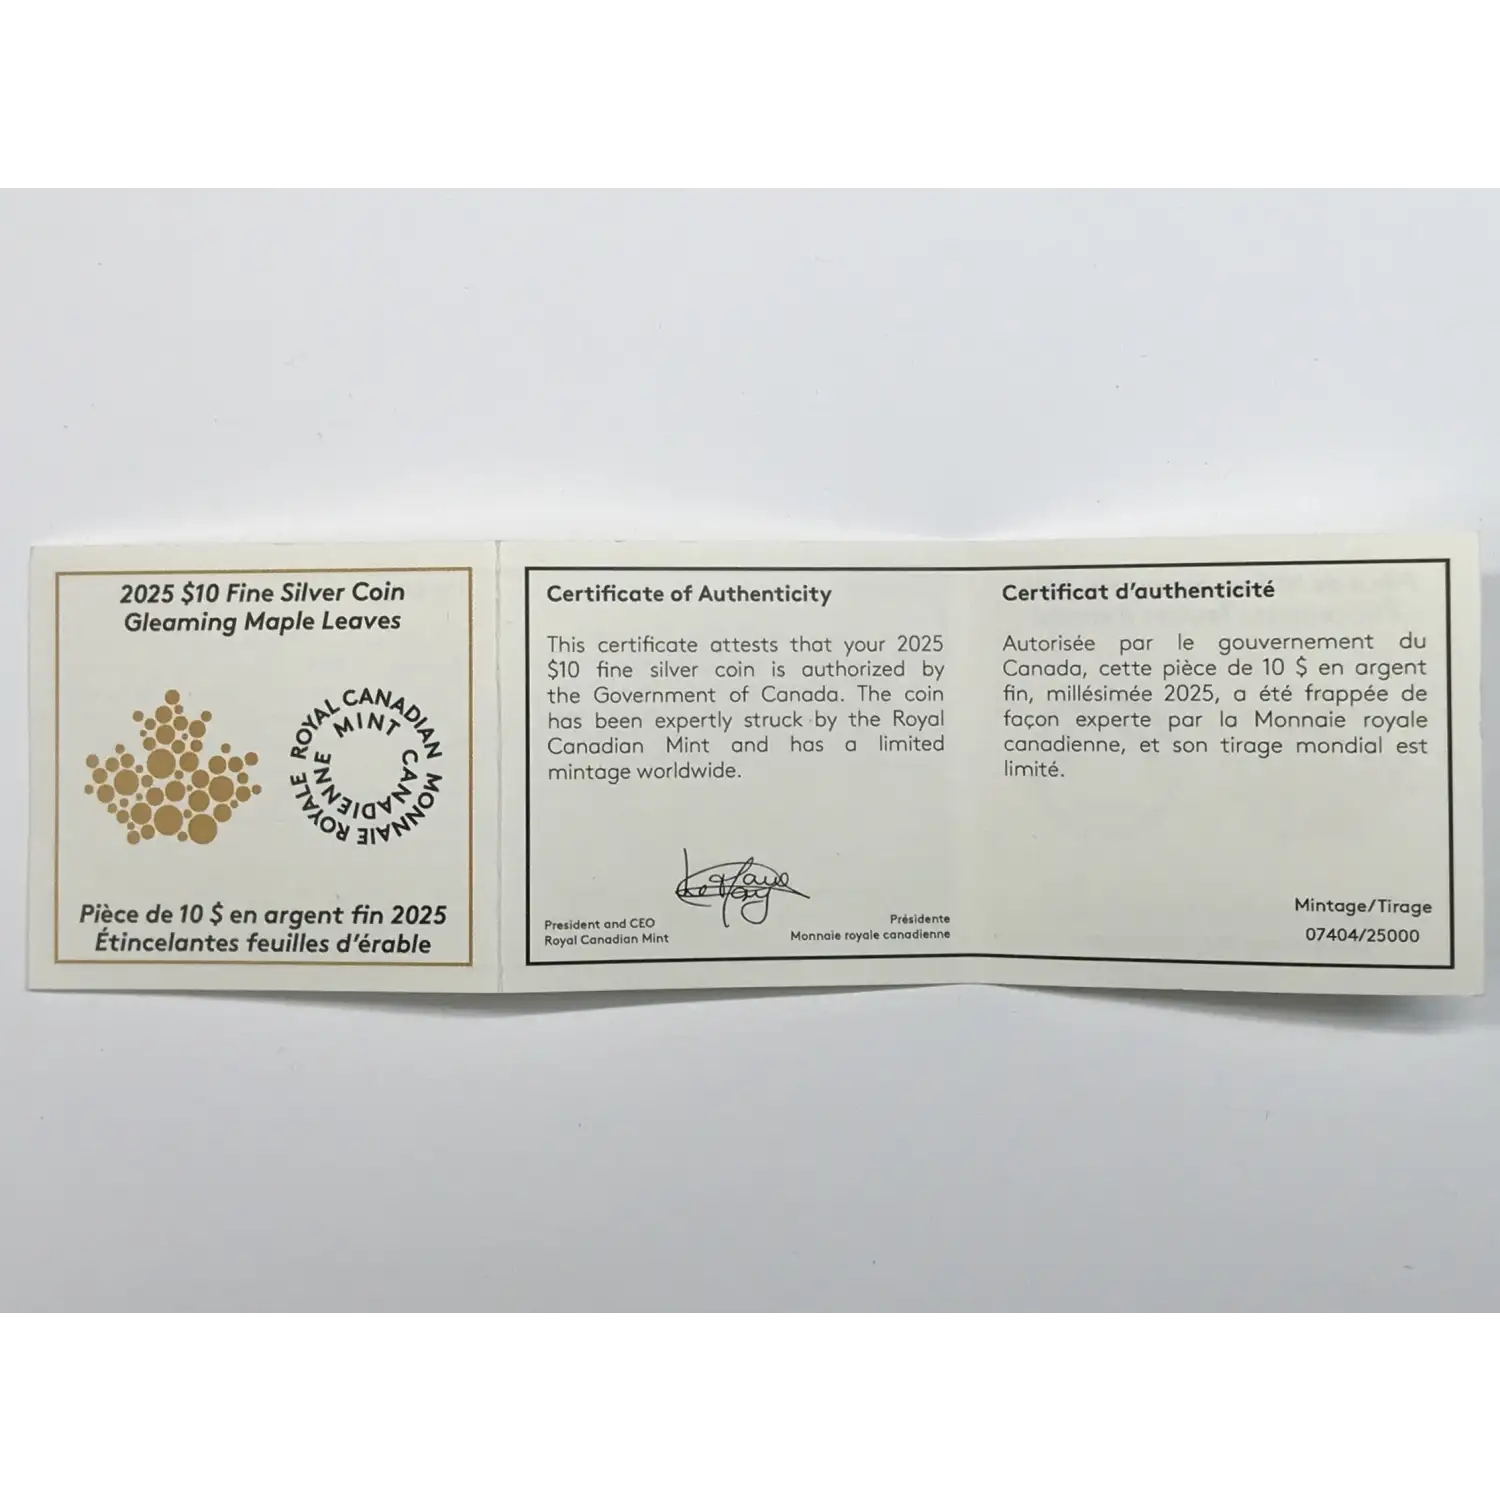 2025 $10 Fine Silver Coin
Gleaming Maple Leaves
ROYAL CANADIAN MINT
MONNAIE ROYALE CANADIENNE
Pièce de 10 $ en argent fin 2025
Étincelantes feuilles d'érable
Certificate of Authenticity
This certificate attests that your 2025
$10 fine silver coin is authorized by
the Government of Canada. The coin
has been expertly struck by the Royal
Canadian Mint and has a limited
mintage worldwide.
President and CEO
Royal Canadian Mint
Présidente
Monnaie royale canadienne
Certificat d'authenticité
Autorisée par le gouvernement du
Canada, cette pièce de 10 $ en argent
fin, millésimée 2025, a été frappée de
façon experte par la Monnaie royale
canadienne, et son tirage mondial est
limité.
Mintage/Tirage
07404/25000